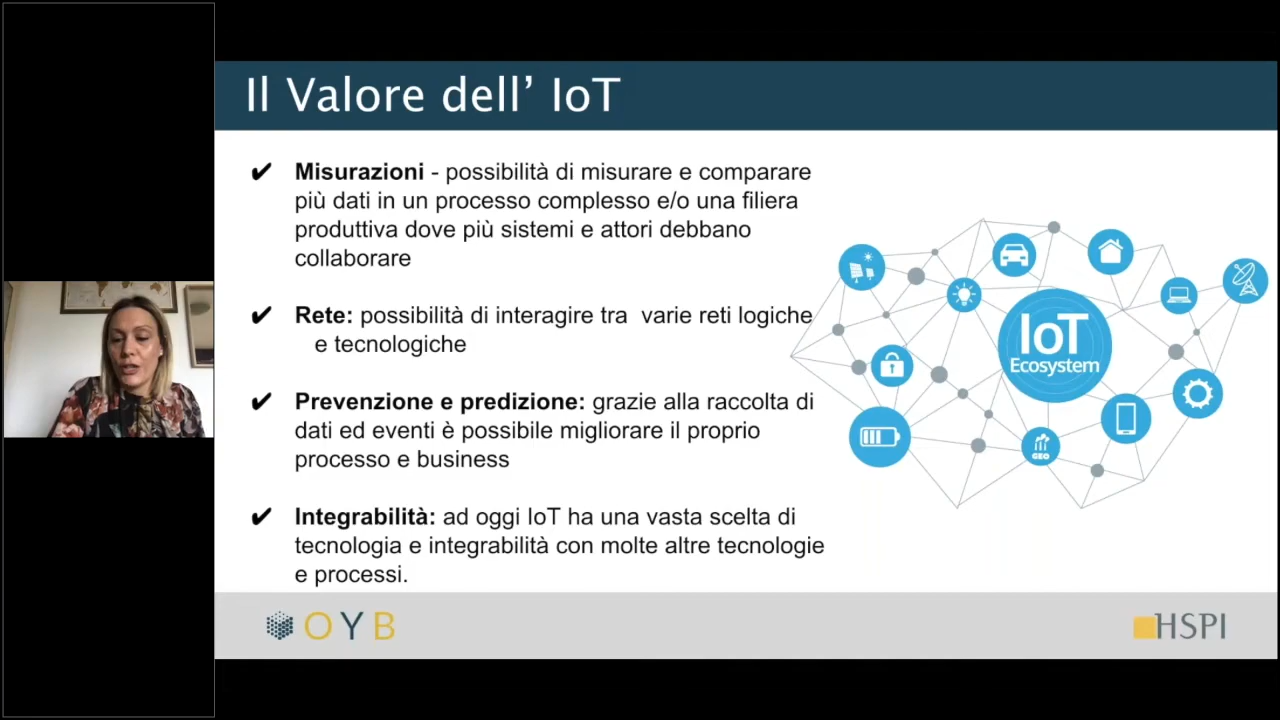 Il Valore dell’ IoT
✔ Misurazioni - possibilità di misurare e comparare
più dati in un processo complesso e/o una filiera
produttiva dove più sistemi e attori debbano
collaborare
✔ Rete: possibilità di interagire tra  varie reti logiche
e tecnologiche
✔ Prevenzione e predizione: grazie alla raccolta di
dati ed eventi è possibile migliorare il proprio
processo e business
✔ Integrabilità: ad oggi IoT ha una vasta scelta di
tecnologia e integrabilità con molte altre tecnologie
e processi.
IoT
Ecosystem
GEO
OYB
HSPI